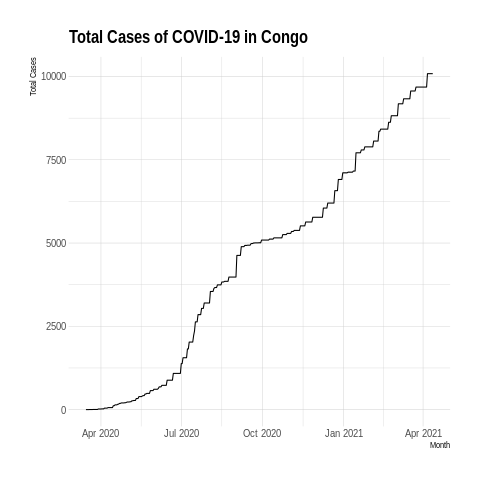 Total Cases of COVID-19 in Congo
Total Cases
10000
7500
5000
2500
0
Apr 2020 Jul 2020 Oct 2020 Jan 2021 Apr 2021
Month